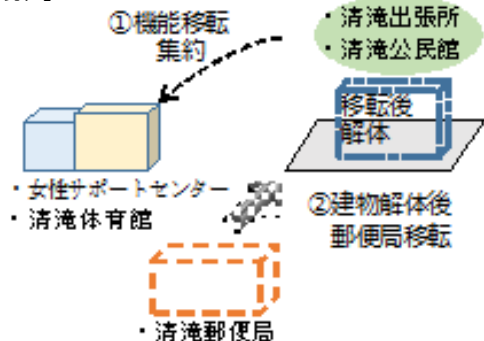 ①機能移転
集約
・清滝出張所
・清滝公民館
移転後
解体
・女性サポートセンター
・清滝体育館
②建物解体後
郵便局移転
・清滝郵便局